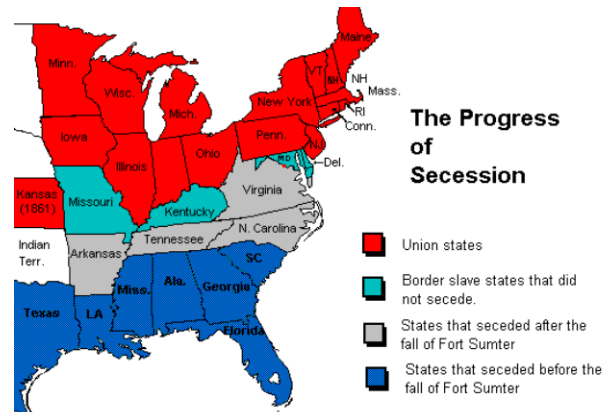 Maine
Minn.
VT
NH
NH
Mass.
Wisc.
New York
Mich.
RI
Conn.
Iowa
Penn.
NJ
Illinois
Ohio
MD
Del.
Kansas
(1861)
Missouri
Virginia
Kentucky
N. Carolina
Tennessee
Indian
Terr.
Arkansas
SC
Miss.
Ala.
Georgia
Texas
LA
Florida
The Progress
of
Secession
Union states
Border slave states that did
not secede.
States that seceded after the
fall of Fort Sumter
States that seceded before the
fall of Fort Sumter